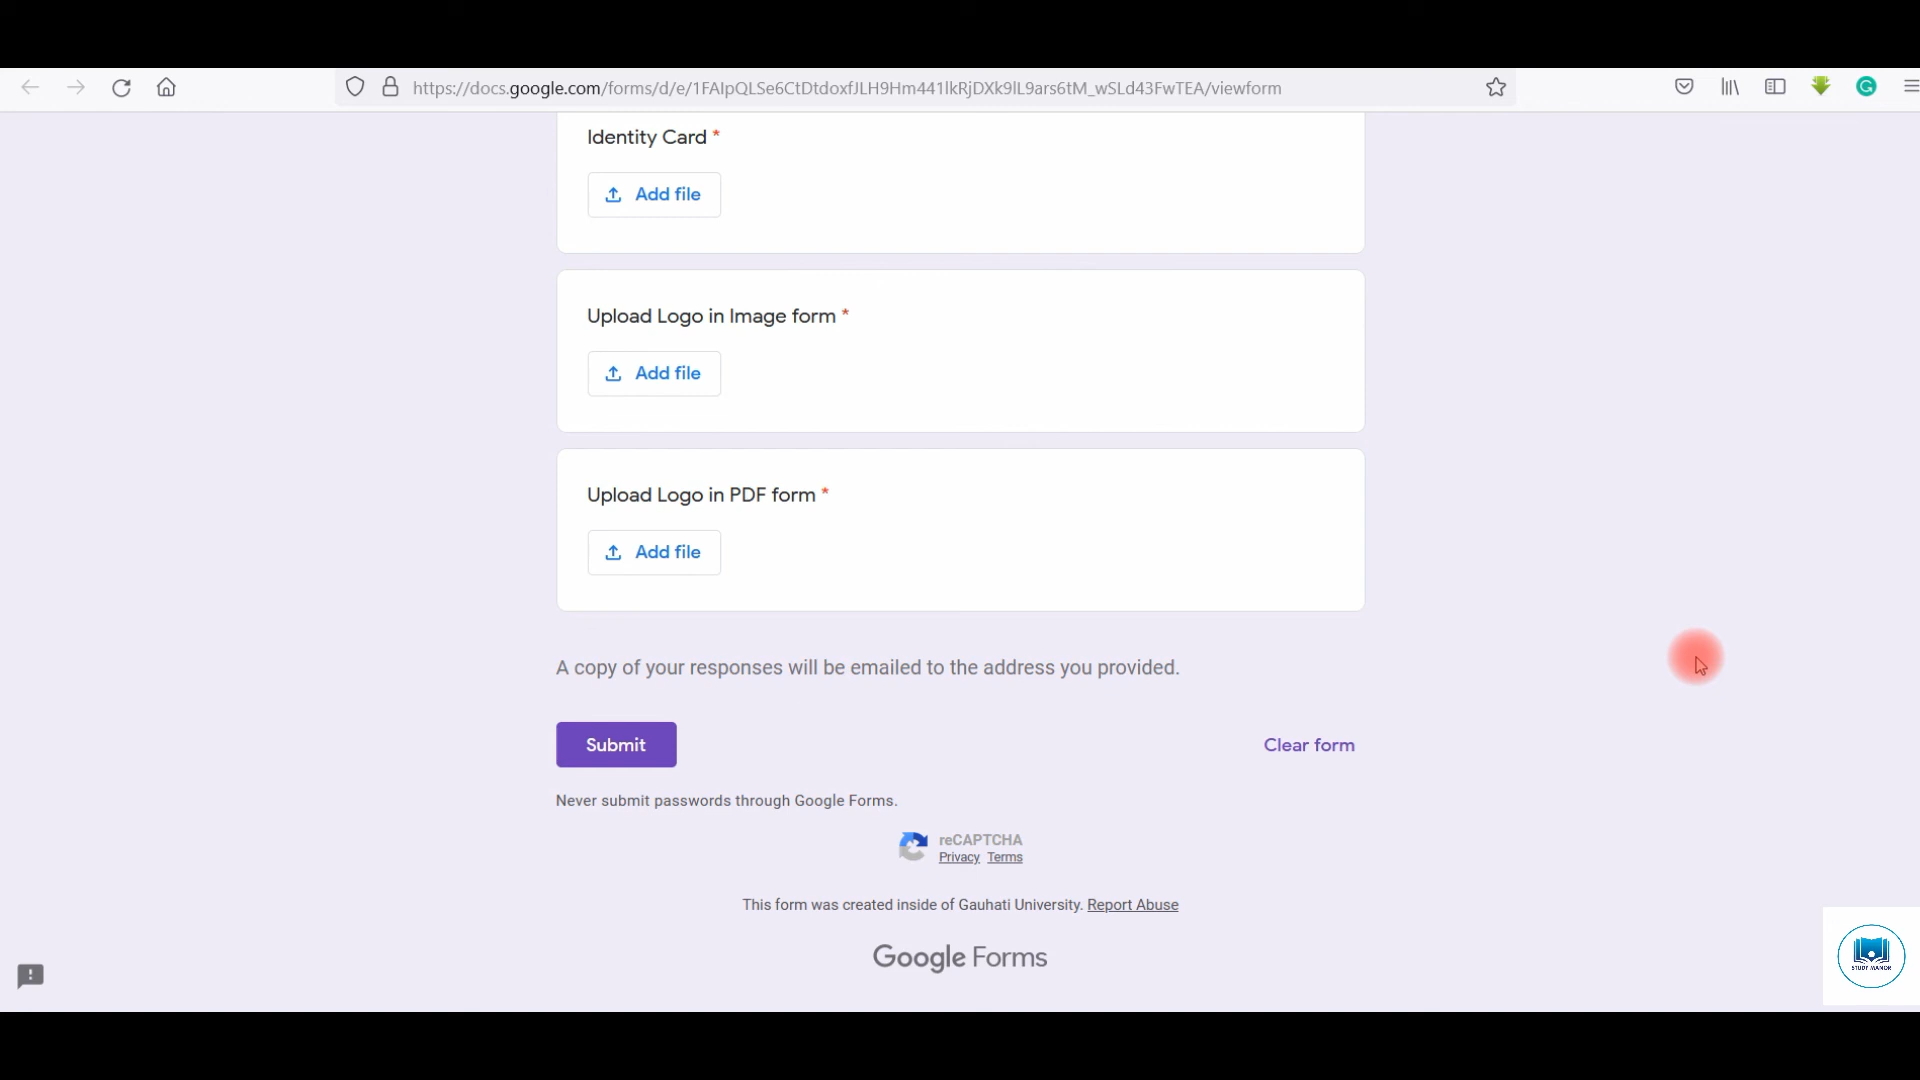 https://docs.google.com/forms/d/e/1FAIpQLSe6CtDtdoxfJLH9Hm441lkRjDXk9lL9ars6tM_wSLd43FwTEA/viewform
Identity Card *
Add file
Upload Logo in Image form *
Add file
Upload Logo in PDF form *
Add file
A copy of your responses will be emailed to the address you provided.
Submit
Clear form
Never submit passwords through Google Forms.
reCAPTCHA
Privacy Terms
This form was created inside of Gauhati University. Report Abuse
Google Forms
STUDY MANOR